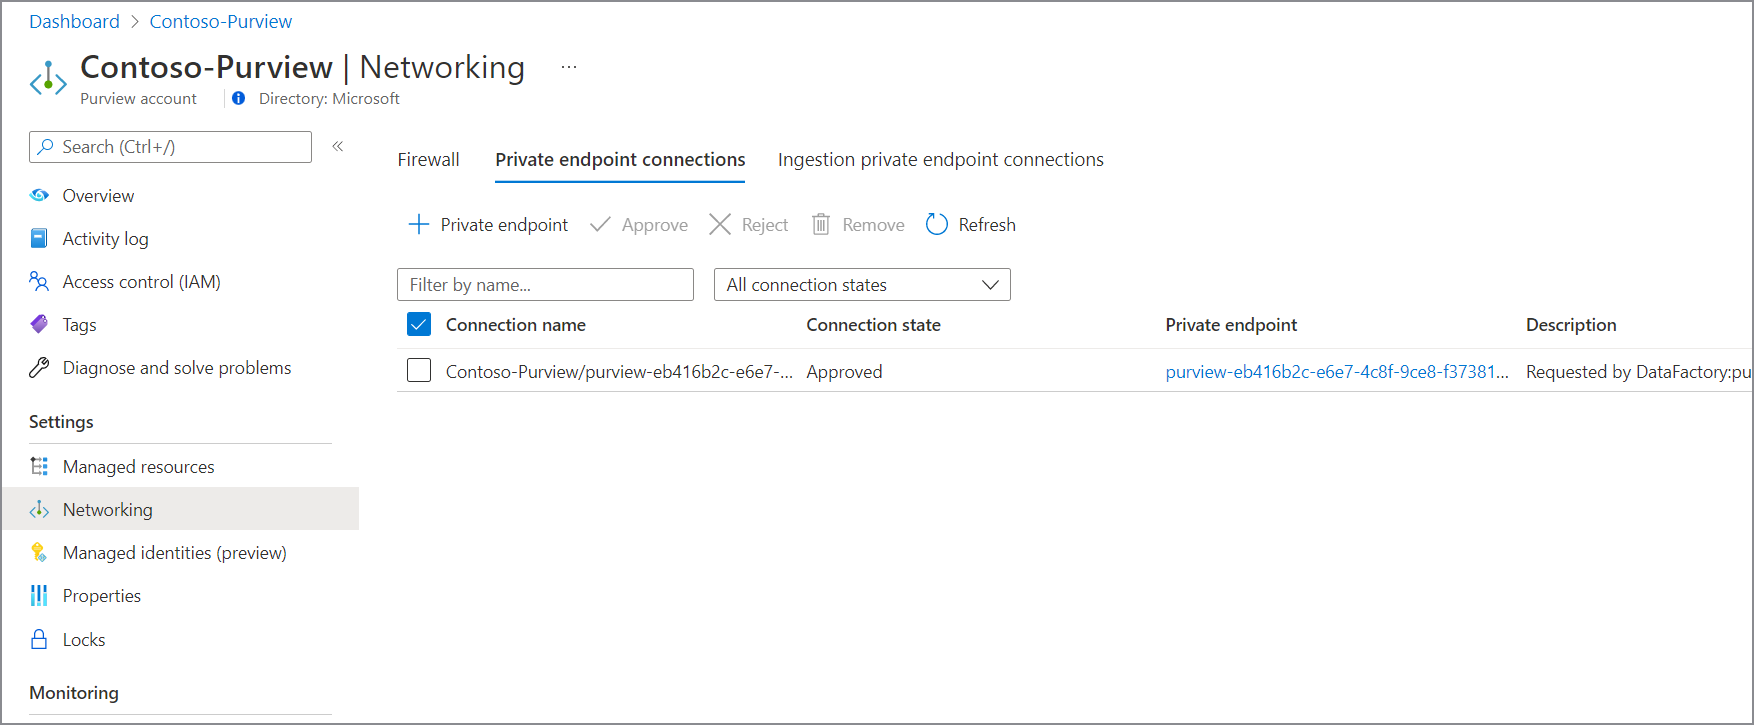 Dashboard > Contoso-Purview
Contoso-Purview | Networking ...
Purview account Directory: Microsoft
Search (Ctrl+/) «
Overview
Activity log
Access control (IAM)
Tags
Diagnose and solve problems
Settings
Managed resources
Networking
Managed identities (preview)
Properties
Locks
Monitoring
Firewall Private endpoint connections Ingestion private endpoint connections
Private endpoint Approve Reject Remove Refresh
Filter by name... All connection states
Connection name Connection state Private endpoint Description
Contoso-Purview/purview-eb416b2c-e6e7-... Approved purview-eb416b2c-e6e7-4c8f-9ce8-f37381... Requested by DataFactory:pu